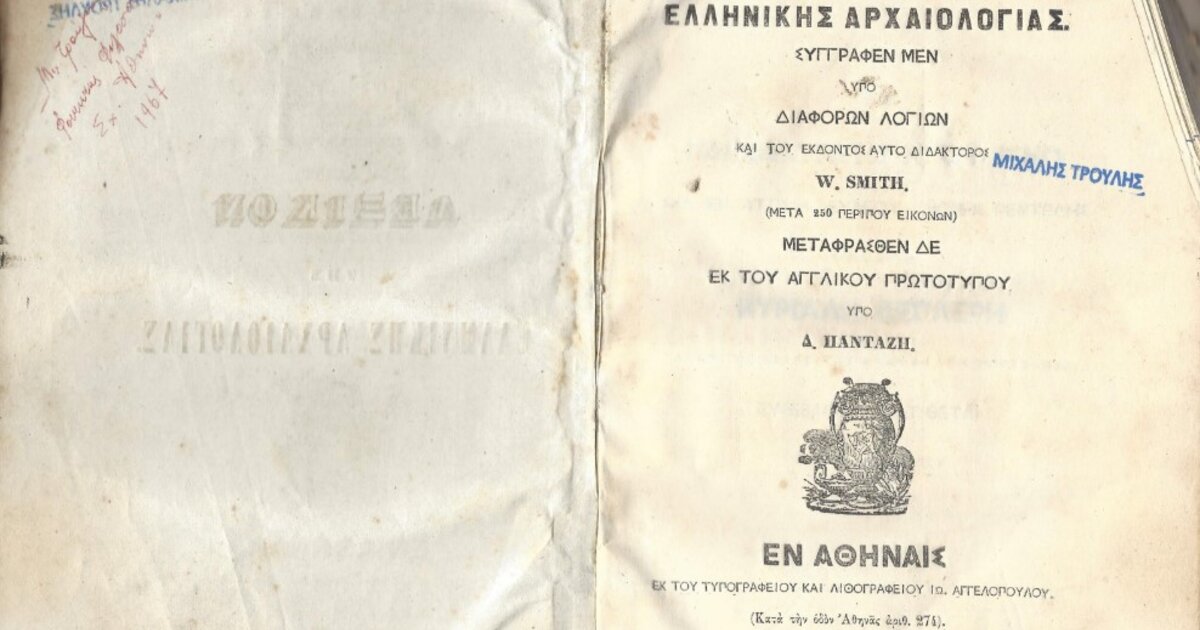 1967
ΕΛΛΗΝΙΚΗΣ ΑΡΧΑΙΟΛΟΓΙΑΣ.
ΣΥΓΓΡΑΦΕΝ ΜΕΝ
ΥΠΟ
ΔΙΑΦΟΡΩΝ ΛΟΓΙΩΝ
ΚΑΙ ΤΟΥ ΕΚΔΟΝΤΟΣ ΑΥΤΟ ΔΙΔΑΚΤΟΡΟΣ
ΜΙΧΑΛΗΣ ΤΡΟΥΛΗΣ
W. SMITH.
(ΜΕΤΑ 250 ΠΕΡΙΠΟΥ ΕΙΚΟΝΩΝ)
ΜΕΤΑΦΡΑΣΘΕΝ ΔΕ
ΕΚ ΤΟΥ ΑΓΓΛΙΚΟΥ ΠΡΩΤΟΤΥΠΟΥ
ΥΠΟ
Δ. ΠΑΝΤΑΖΗ.
ΕΝ ΑΘΗΝΑΙΣ
ΕΚ ΤΟΥ ΤΥΠΟΓΡΑΦΕΙΟΥ ΚΑΙ ΛΙΘΟΓΡΑΦΕΙΟΥ ΙΩ. ΑΓΓΕΛΟΠΟΥΛΟΥ.
(Κατὰ τὴν ὁδὸν Ἀθηνᾶς ἀριθ. 274).